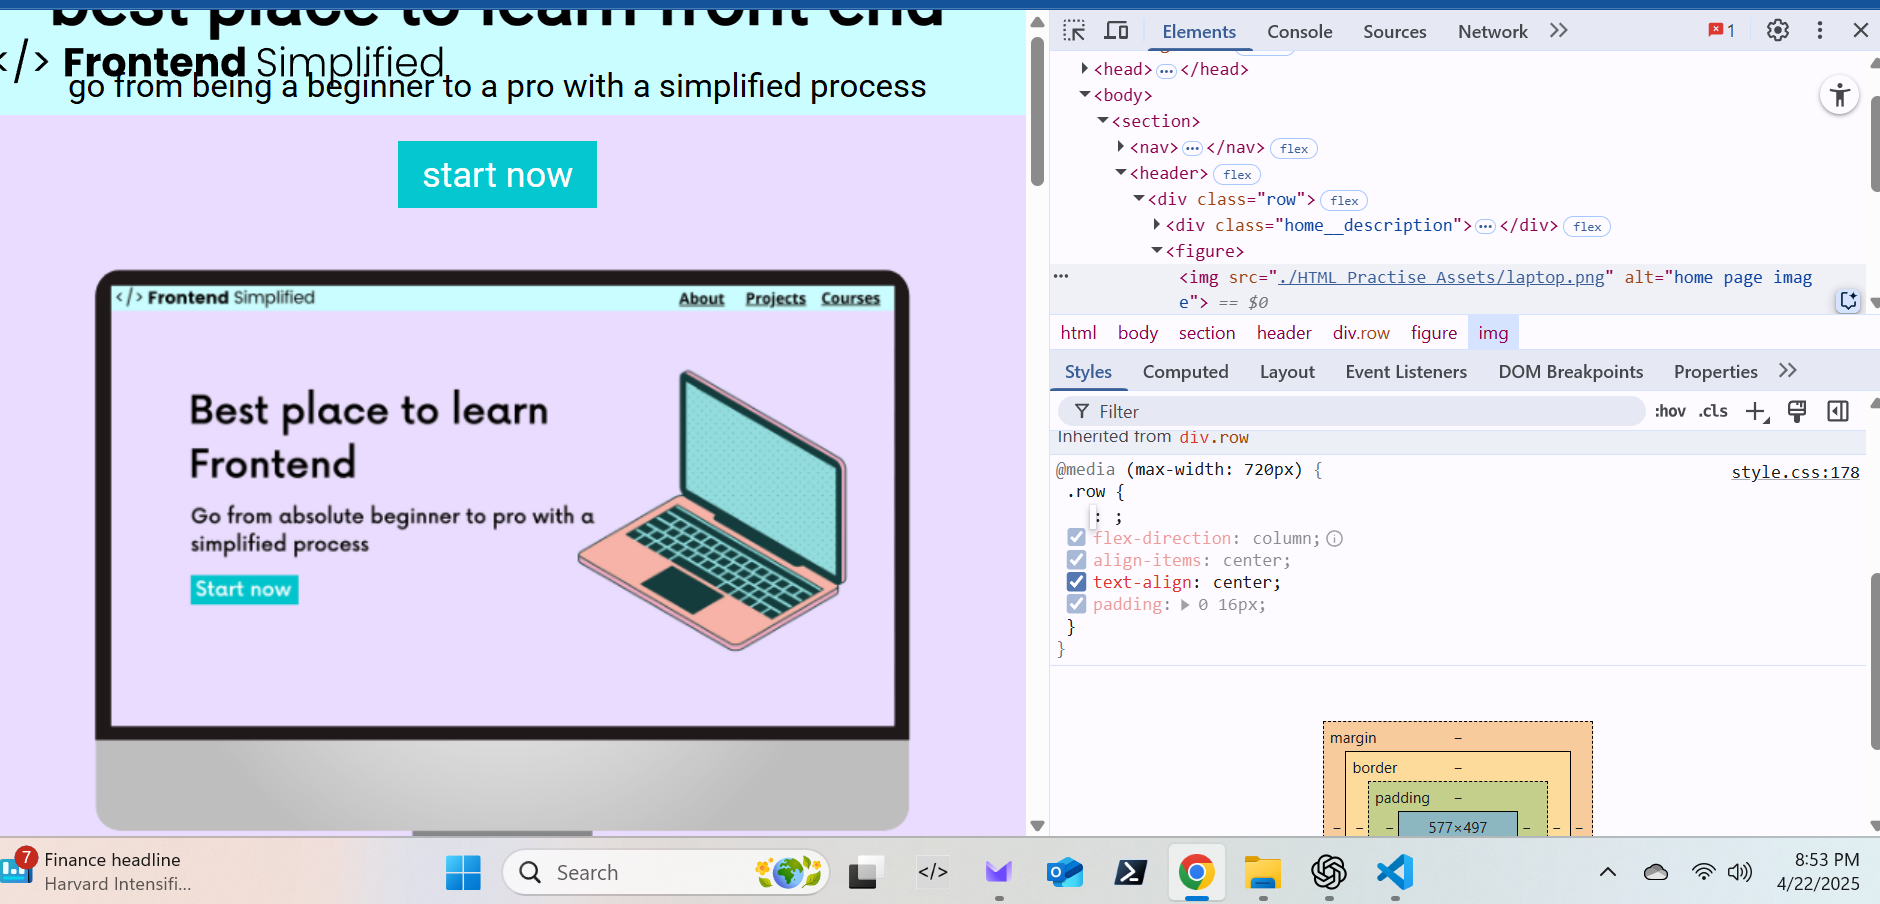 best place to learn front end
</> Frontend Simplified
go from being a beginner to a pro with a simplified process
start now
</> Frontend Simplified
About Projects Courses
Best place to learn
Frontend
Go from absolute beginner to pro with a
simplified process
Start now
Elements Console Sources Network
1
<head> ••• </head>
<body>
<section>
<nav> ••• </nav> flex
<header> flex
<div class="row"> flex
<div class="home__description"> ••• </div> flex
<figure>
••• <img src="./HTML Practise Assets/laptop.png" alt="home page imag
e"> == $0
html body section header div.row figure img
Styles Computed Layout Event Listeners DOM Breakpoints Properties
Filter
:hov .cls
Inherited from div.row
@media (max-width: 720px) {
style.css:178
.row {
: ;
flex-direction: column;
align-items: center;
text-align: center;
padding: 0 16px;
}
}
margin –
border –
padding –
– – – 577×497 – – –
7
Finance headline
Harvard Intensifi...
Search
8:53 PM
4/22/2025